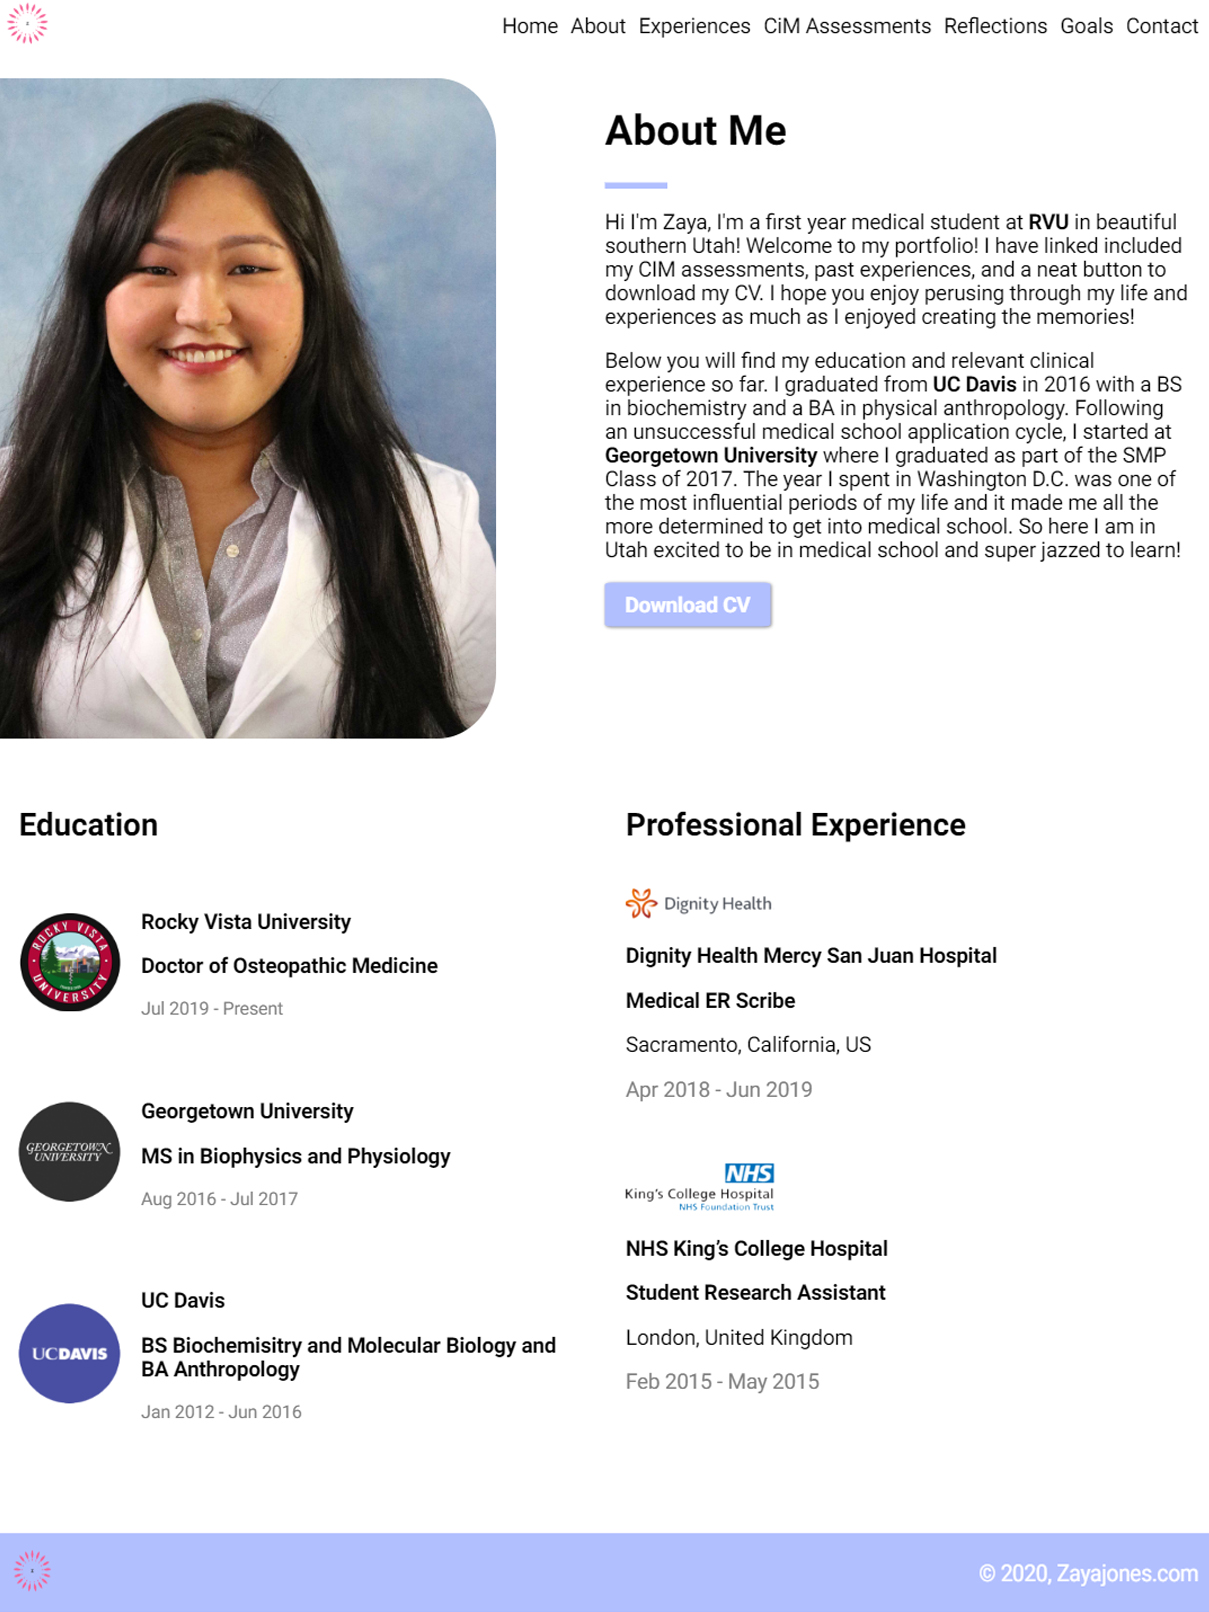 Home About Experiences CiM Assessments Reflections Goals Contact
About Me
Hi I'm Zaya, I'm a first year medical student at RVU in beautiful
southern Utah! Welcome to my portfolio! I have linked included
my CIM assessments, past experiences, and a neat button to
download my CV. I hope you enjoy perusing through my life and
experiences as much as I enjoyed creating the memories!
Below you will find my education and relevant clinical
experience so far. I graduated from UC Davis in 2016 with a BS
in biochemistry and a BA in physical anthropology. Following
an unsuccessful medical school application cycle, I started at
Georgetown University where I graduated as part of the SMP
Class of 2017. The year I spent in Washington D.C. was one of
the most influential periods of my life and it made me all the
more determined to get into medical school. So here I am in
Utah excited to be in medical school and super jazzed to learn!
Download CV
Education
ROCKY VISTA
UNIVERSITY
Rocky Vista University
Doctor of Osteopathic Medicine
Jul 2019 - Present
GEORGETOWN
UNIVERSITY
Georgetown University
MS in Biophysics and Physiology
Aug 2016 - Jul 2017
UCDAVIS
UC Davis
BS Biochemisitry and Molecular Biology and
BA Anthropology
Jan 2012 - Jun 2016
Professional Experience
Dignity Health
Dignity Health Mercy San Juan Hospital
Medical ER Scribe
Sacramento, California, US
Apr 2018 - Jun 2019
NHS
King's College Hospital
NHS Foundation Trust
NHS King’s College Hospital
Student Research Assistant
London, United Kingdom
Feb 2015 - May 2015
© 2020, Zayajones.com